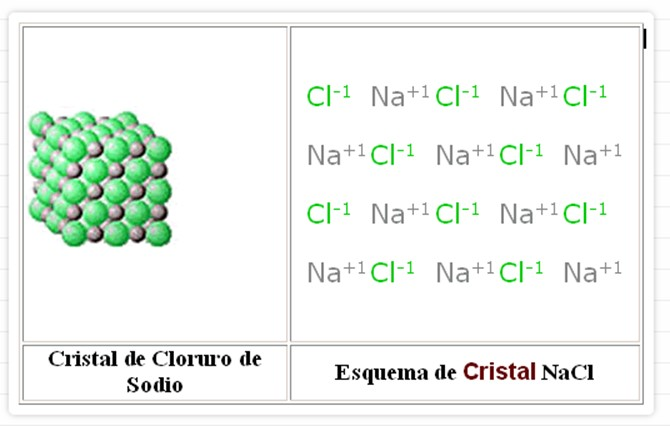 Cl⁻¹ Na⁺¹ Cl⁻¹ Na⁺¹ Cl⁻¹
Na⁺¹ Cl⁻¹ Na⁺¹ Cl⁻¹ Na⁺¹
Cl⁻¹ Na⁺¹ Cl⁻¹ Na⁺¹ Cl⁻¹
Na⁺¹ Cl⁻¹ Na⁺¹ Cl⁻¹ Na⁺¹
Cristal de Cloruro de
Sodio
Esquema de Cristal NaCl